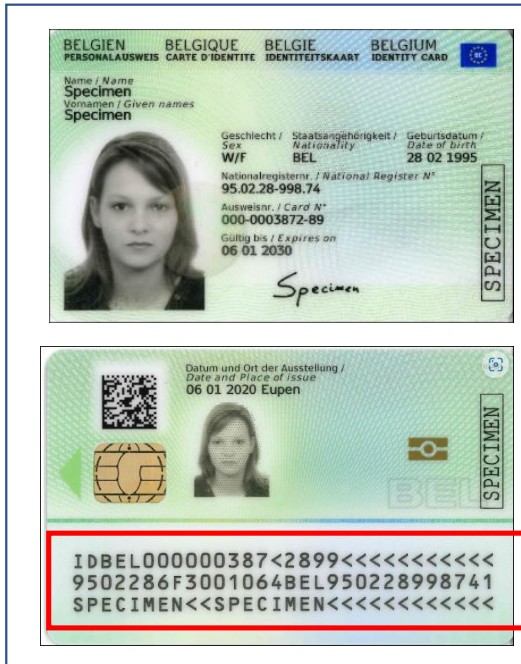 BELGIEN BELGIQUE BELGIE BELGIUM
PERSONALAUSWEIS CARTE D'IDENTITE IDENTITEITSKAART IDENTITY CARD
BE
Name / Name
Specimen
Vornamen / Given names
Specimen
Geschlecht / Staatsangehörigkeit / Geburtsdatum /
Sex Nationality Date of birth
W/F BEL 28 02 1995
Nationalregisternr. / National Register N°
95.02.28-998.74
Ausweisnr. / Card N°
000-0003872-89
Gültig bis / Expires on
06 01 2030
Specimen
SPECIMEN
Datum und Ort der Ausstellung /
Date and Place of issue
06 01 2020 Eupen
SPECIMEN
BEL
IDBEL000000387<2899<<<<<<<<<<<
9502286F3001064BEL950228998741
SPECIMEN<<SPECIMEN<<<<<<<<<<<<